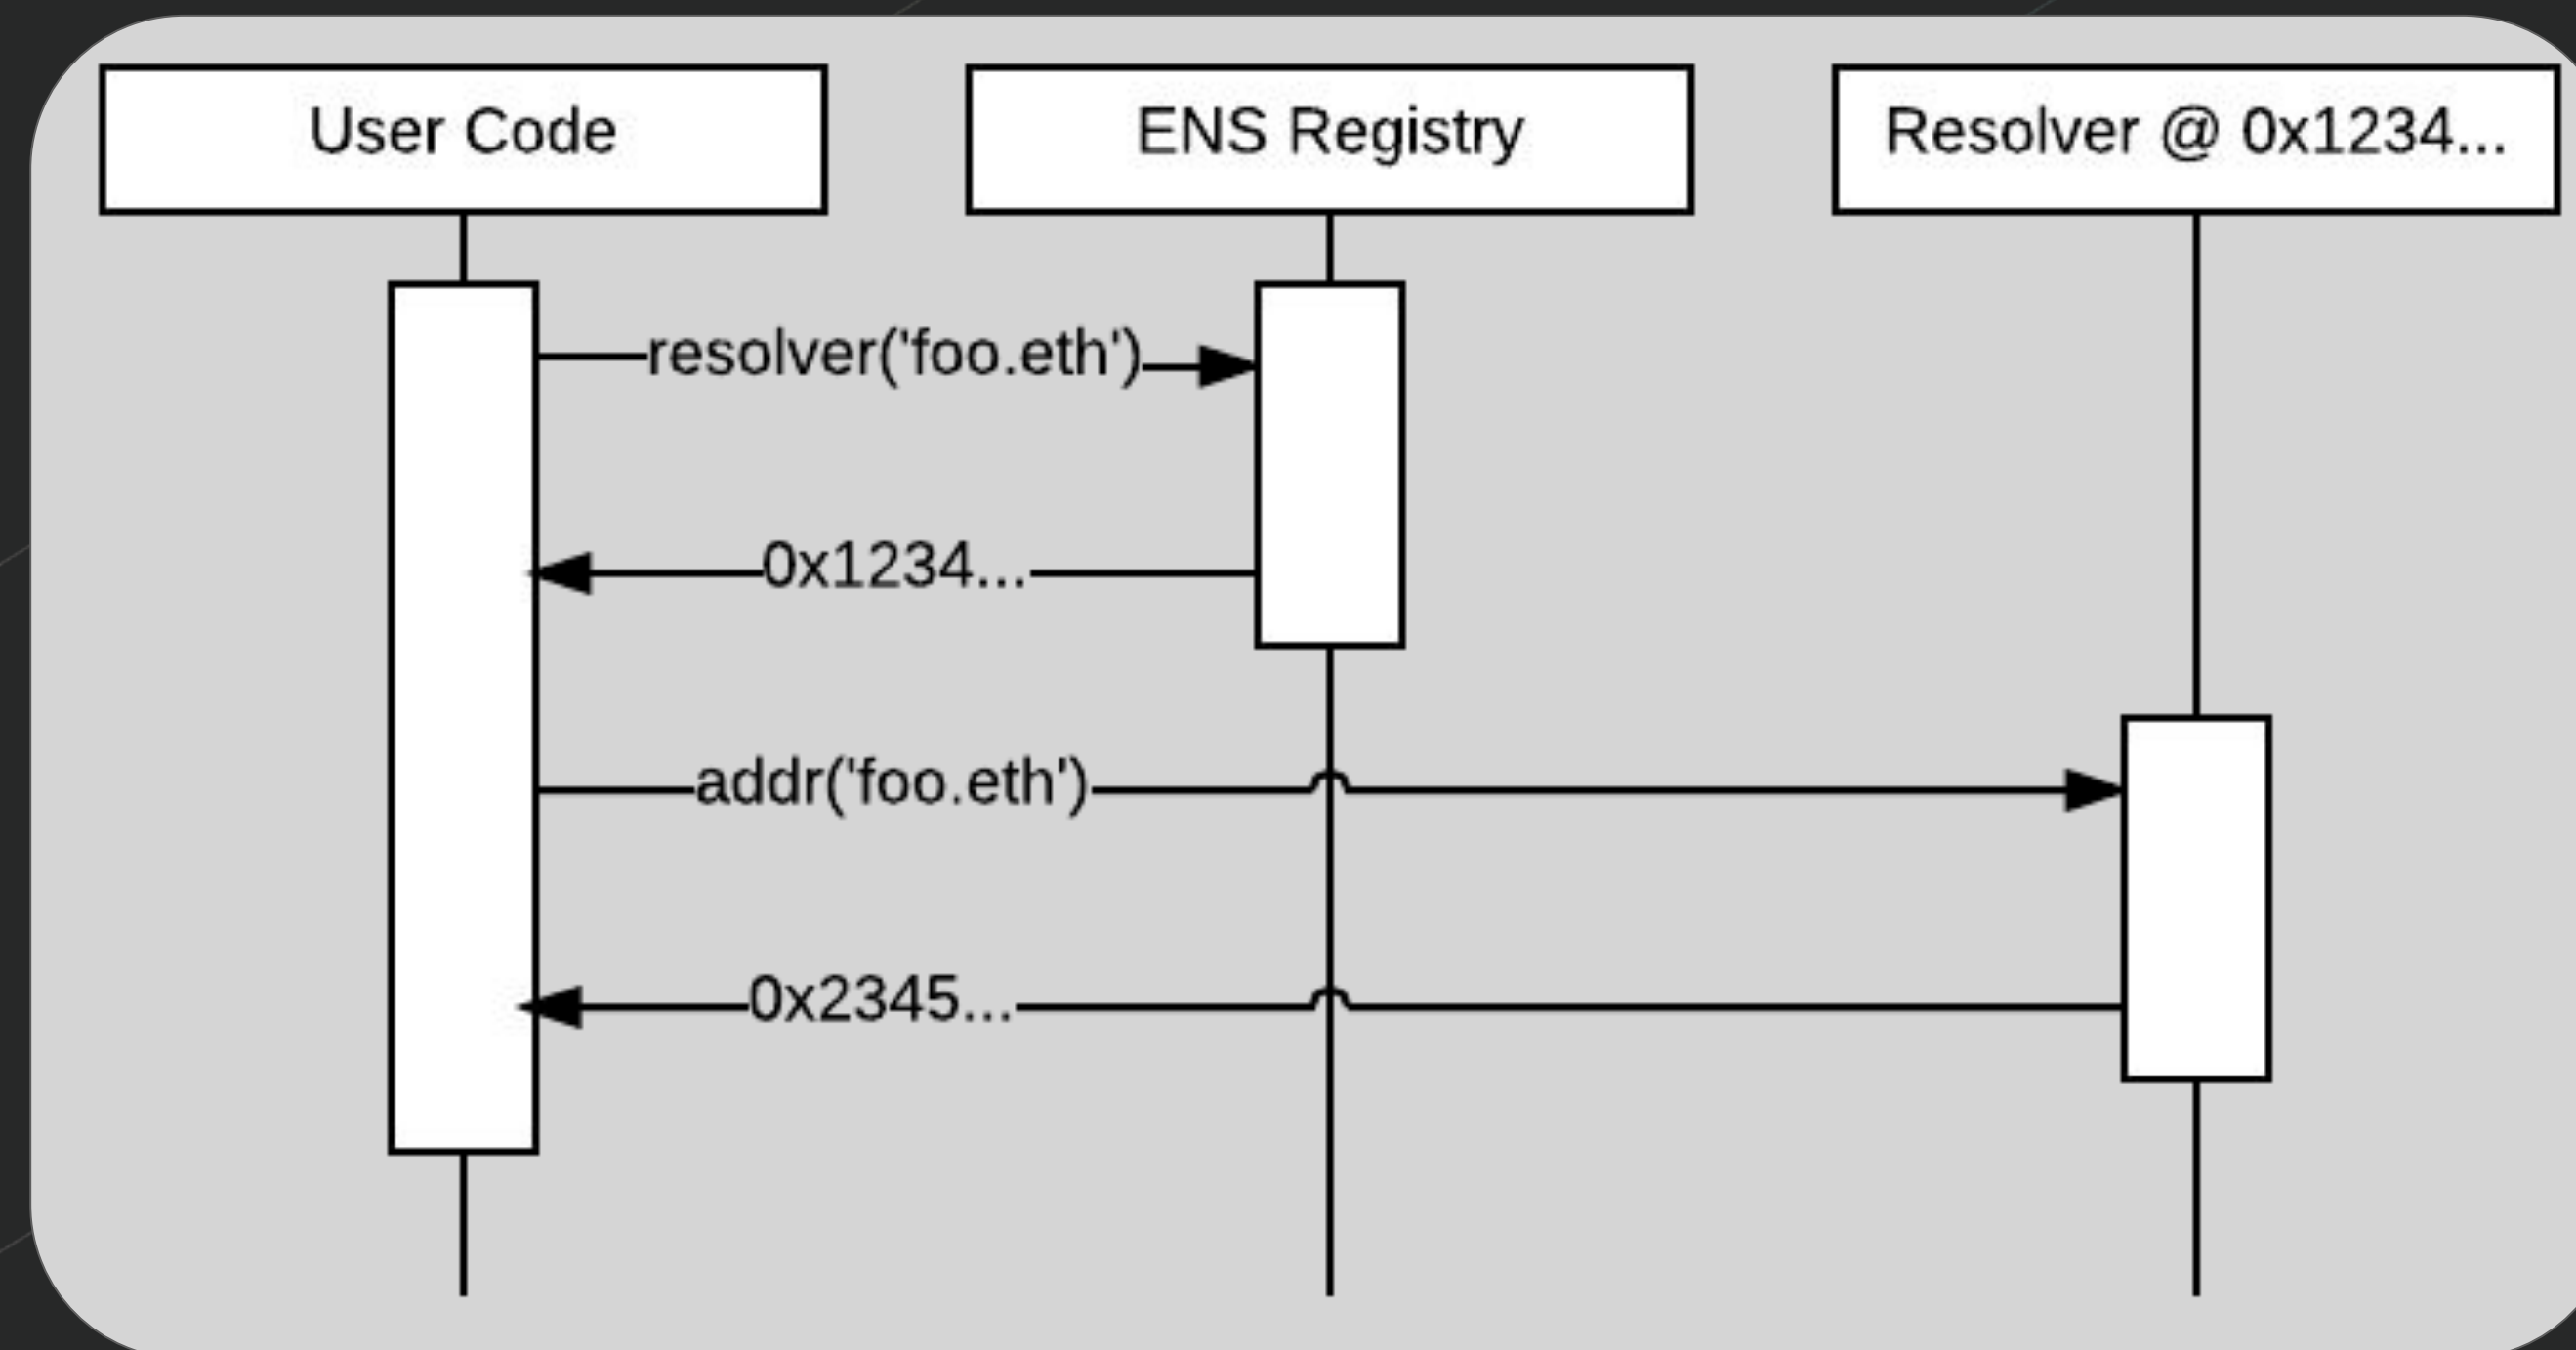 User Code
ENS Registry
Resolver @ 0x1234...
resolver('foo.eth')
0x1234...
addr('foo.eth')
0x2345...